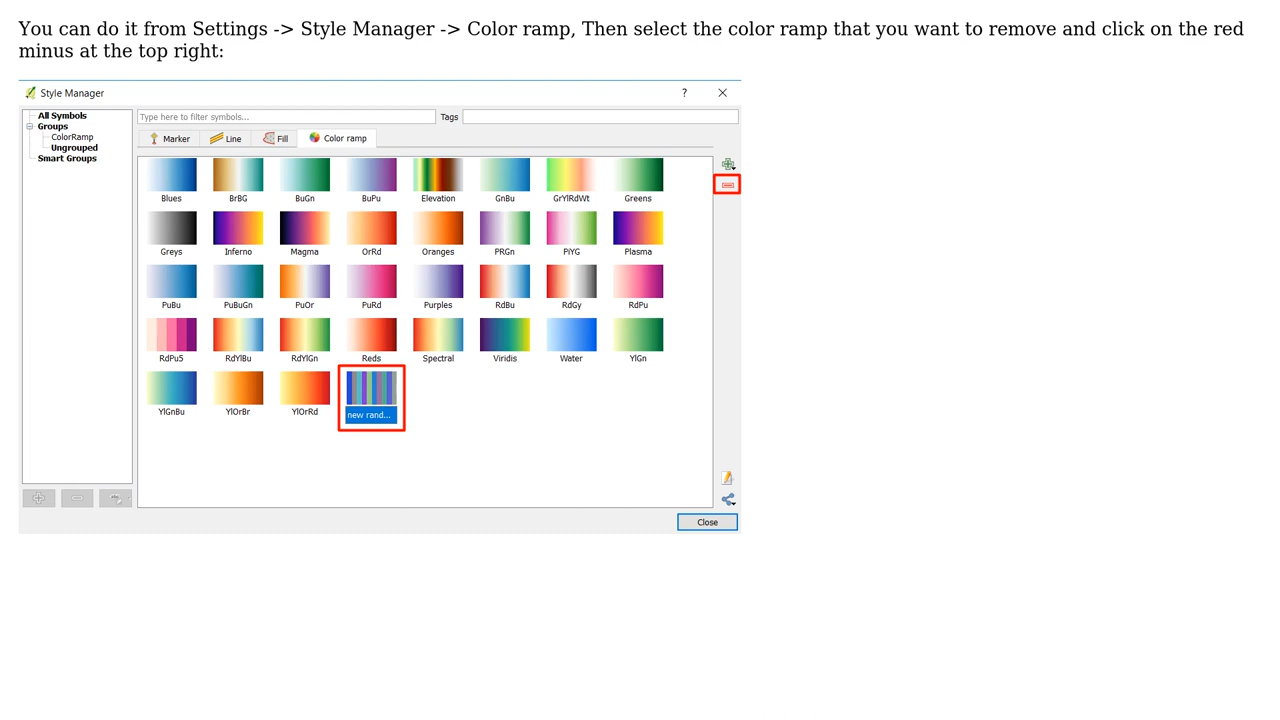 You can do it from Settings -> Style Manager -> Color ramp, Then select the color ramp that you want to remove and click on the red
minus at the top right:
Style Manager
?
All Symbols
Groups
ColorRamp
Ungrouped
Smart Groups
Type here to filter symbols...
Tags
Marker Line Fill Color ramp
Blues BrBG BuGn BuPu Elevation GnBu GrYlRdWt Greens
Greys Inferno Magma OrRd Oranges PRGn PiYG Plasma
PuBu PuBuGn PuOr PuRd Purples RdBu RdGy RdPu
RdPu5 RdYlBu RdYlGn Reds Spectral Viridis Water YlGn
YlGnBu YlOrBr YlOrRd new rand...
Close